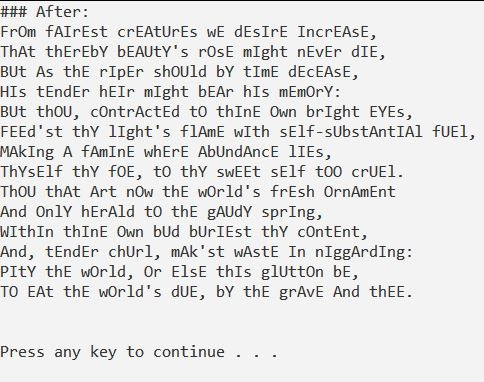 ### After:
FrOm fAIrEst crEAtUrEs wE dEsIrE IncrEAsE,
ThAt thErEbY bEAUtY's rOsE mIght nEvEr dIE,
BUt As thE rIpEr shOUld bY tImE dEcEAsE,
HIs tEndEr hEIr mIght bEAr hIs mEmOrY:
BUt thOU, cOntrActEd tO thInE Own brIght EYEs,
FEEd'st thY lIght's flAmE wIth sElf-sUbstAntIAl fUEl,
MAkIng A fAmInE whErE AbUndAncE lIEs,
ThYsElf thY fOE, tO thY swEEt sElf tOO crUEl.
ThOU thAt Art nOw thE wOrld's frEsh OrnAmEnt
And OnlY hErAld tO thE gAUdY sprIng,
WIthIn thInE Own bUd bUrIEst thY cOntEnt,
And, tEndEr chUrl, mAk'st wAstE In nIggArdIng:
PItY thE wOrld, Or ElsE thIs glUttOn bE,
TO EAt thE wOrld's dUE, bY thE grAvE And thEE.
Press any key to continue . . .